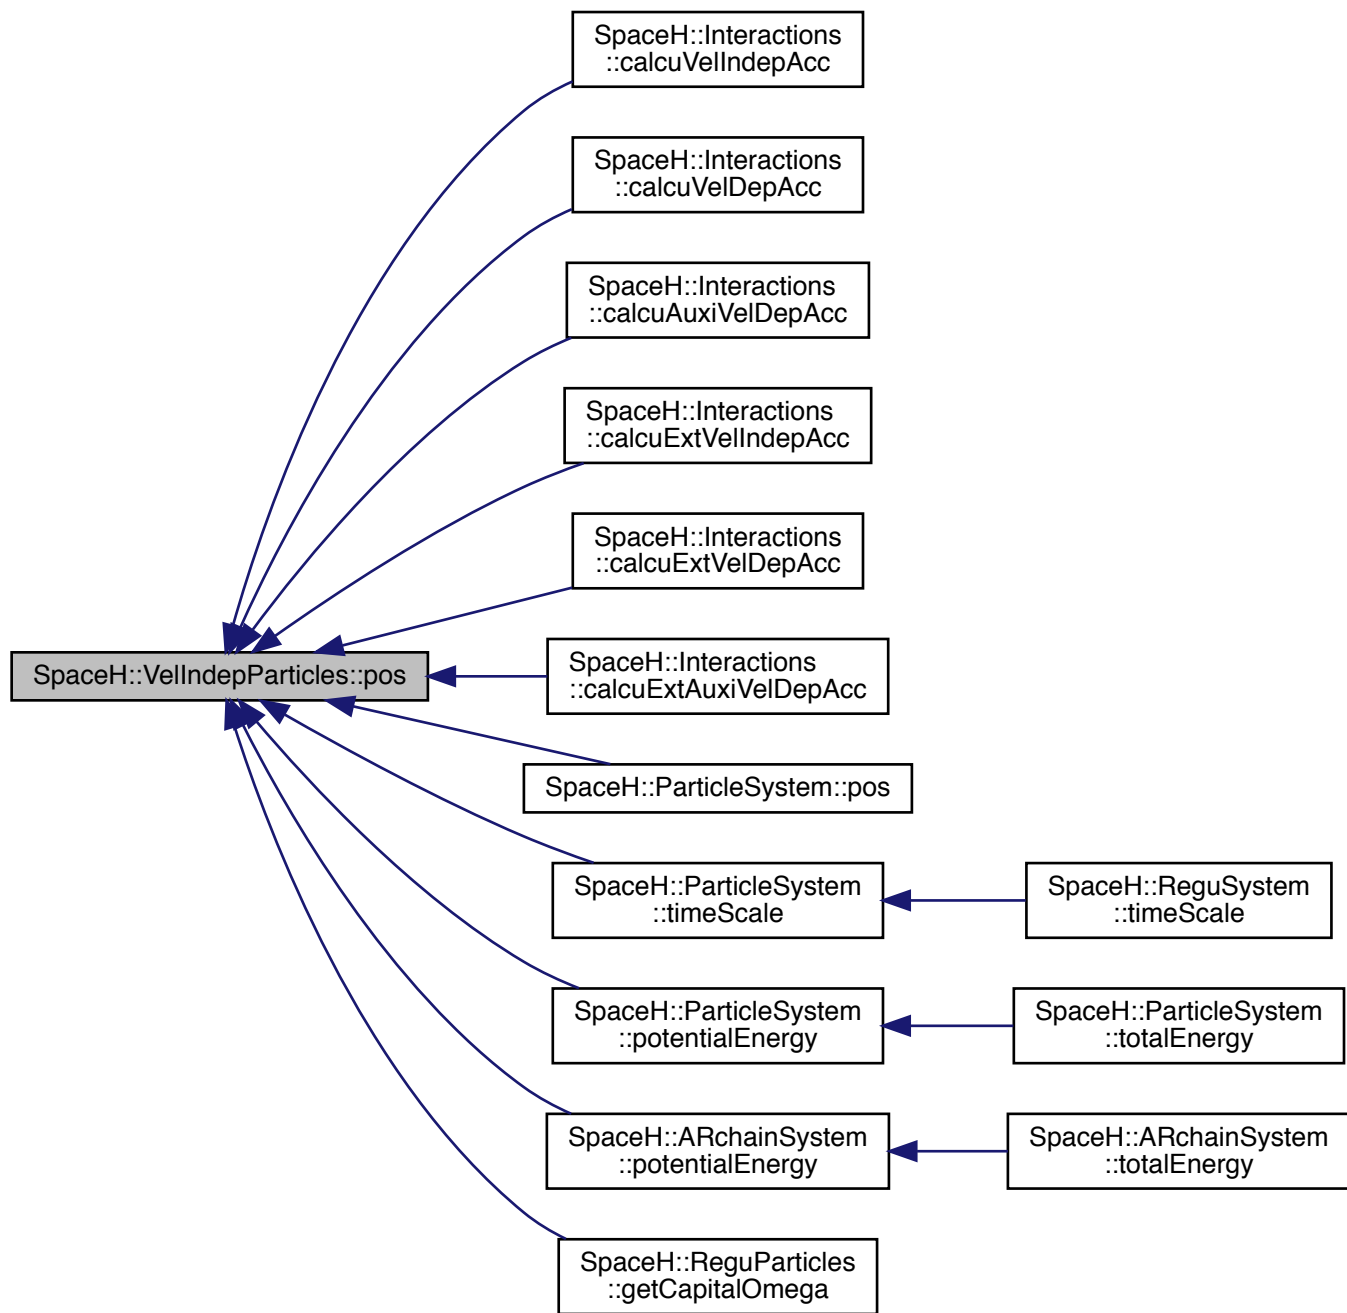 SpaceH::Interactions
::calcuVelIndepAcc
SpaceH::Interactions
::calcuVelDepAcc
SpaceH::Interactions
::calcuAuxiVelDepAcc
SpaceH::Interactions
::calcuExtVelIndepAcc
SpaceH::Interactions
::calcuExtVelDepAcc
SpaceH::VelIndepParticles::pos
SpaceH::Interactions
::calcuExtAuxiVelDepAcc
SpaceH::ParticleSystem::pos
SpaceH::ParticleSystem
::timeScale
SpaceH::ReguSystem
::timeScale
SpaceH::ParticleSystem
::potentialEnergy
SpaceH::ParticleSystem
::totalEnergy
SpaceH::ARchainSystem
::potentialEnergy
SpaceH::ARchainSystem
::totalEnergy
SpaceH::ReguParticles
::getCapitalOmega